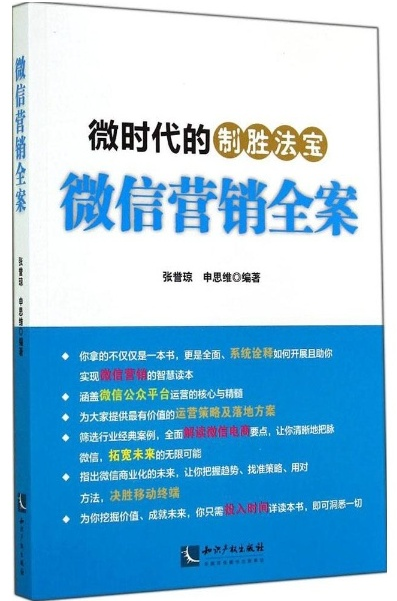 微信营销全案
张誉琼 申思维◎编著
微时代的制胜法宝
微信营销全案
张誉琼 申思维◎编著
你拿的不仅仅是一本书，更是全面、系统诠释如何开展且助你
实现微信营销的智慧读本
涵盖微信公众平台运营的核心与精髓
为大家提供最有价值的运营策略及落地方案
筛选行业经典案例，全面解读微信电商要点，让你清晰地把脉
微信，拓宽未来的无限可能
指出微信商业化的未来，让你把握趋势、找准策略、用对
方法，决胜移动终端
为你挖掘价值、成就未来，你只需投入时间详读本书，即可洞悉一切
知识产权出版社